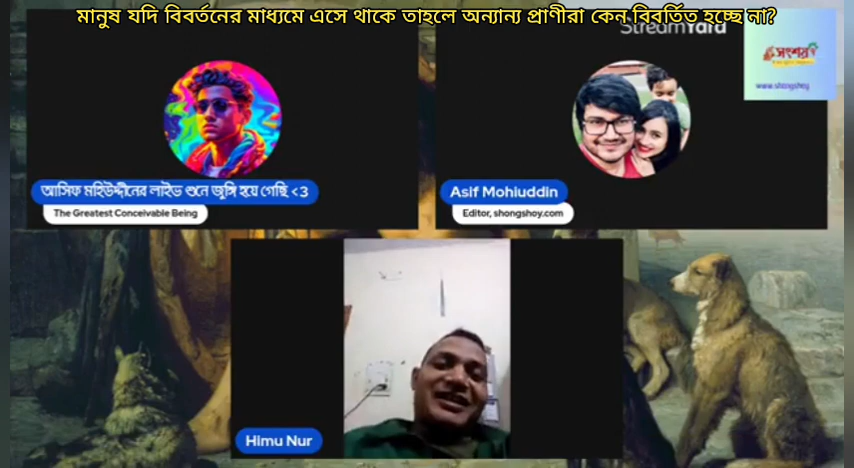 মানুষ যদি বিবর্তনের মাধ্যমে এসে থাকে তাহলে অন্যান্য প্রাণীরা কেন বিবর্তিত হচ্ছে না?
StreamYard
সংশয়
www.shongshoy
আসিফ মহিউদ্দীনের লাইভ শুনে জঙ্গি হয়ে গেছি <3
The Greatest Conceivable Being
Asif Mohiuddin
Editor, shongshoy.com
Himu Nur